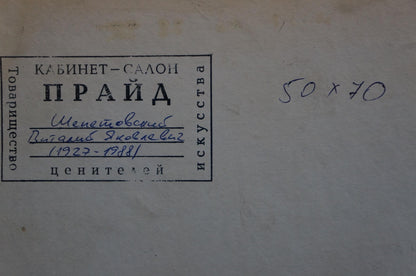 КАБИНЕТ-САЛОН
ПРАЙД
Товарищество
Шепетовский
Виталий Яковлевич
(1927-1988)
ценителей
искусства
50 x 70